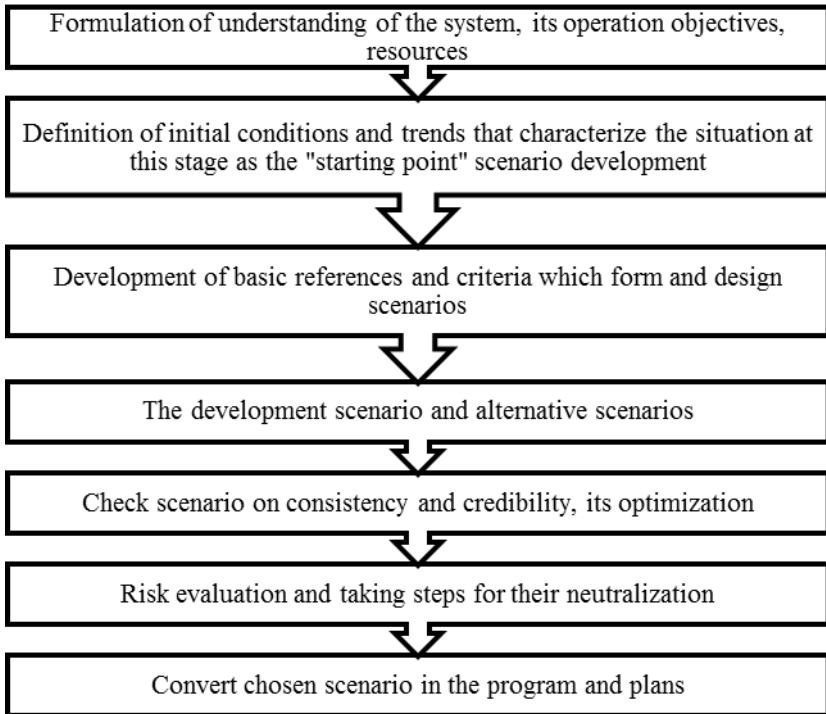 Formulation of understanding of the system, its operation objectives,
resources
Definition of initial conditions and trends that characterize the situation at
this stage as the "starting point" scenario development
Development of basic references and criteria which form and design
scenarios
The development scenario and alternative scenarios
Check scenario on consistency and credibility, its optimization
Risk evaluation and taking steps for their neutralization
Convert chosen scenario in the program and plans